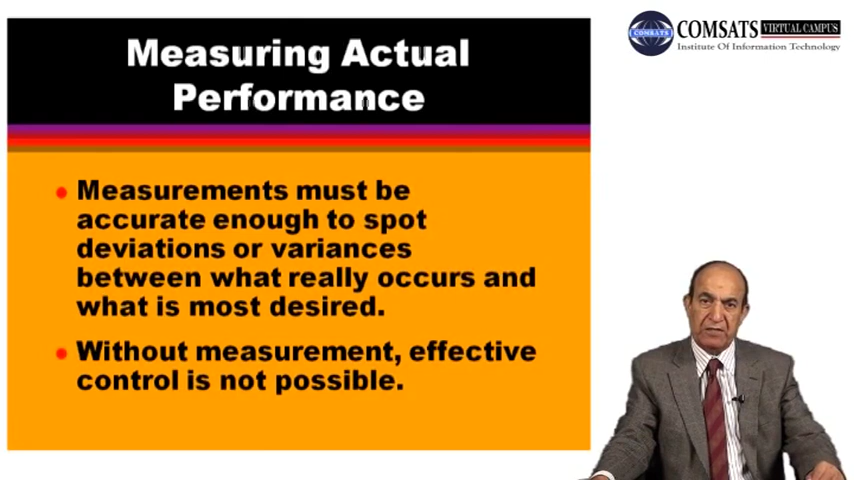 Measuring Actual
Performance
COMSATS VIRTUAL CAMPUS
COMSATS
Institute Of Information Technology
Measurements must be
accurate enough to spot
deviations or variances
between what really occurs and
what is most desired.
Without measurement, effective
control is not possible.